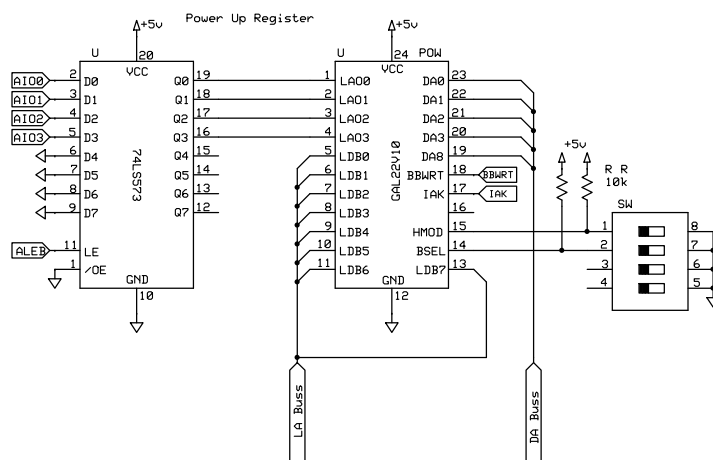 Power Up Register
+5v
+5v
U
20
VCC
U
24
VCC
POW
AIO0
2
D0
Q0
19
1
LAO0
DA0
23
AIO1
3
D1
Q1
18
2
LAO1
DA1
22
AIO2
4
D2
Q2
17
3
LAO2
DA2
21
AIO3
5
D3
Q3
16
4
LAO3
DA3
20
6
D4
Q4
15
5
LDB0
DA8
19
7
D5
Q5
14
6
LDB1
BBWRT
18
BBWRT
8
D6
Q6
13
7
LDB2
IAK
17
IAK
9
D7
Q7
12
8
LDB3
16
74LS573
GAL22V10
9
LDB4
HMOD
15
ALEB
11
LE
10
LDB5
BSEL
14
1
/OE
11
LDB6
LDB7
13
GND
10
GND
12
+5v
R R
10k
SW
1
8
2
7
3
6
4
5
LA Buss
DA Buss